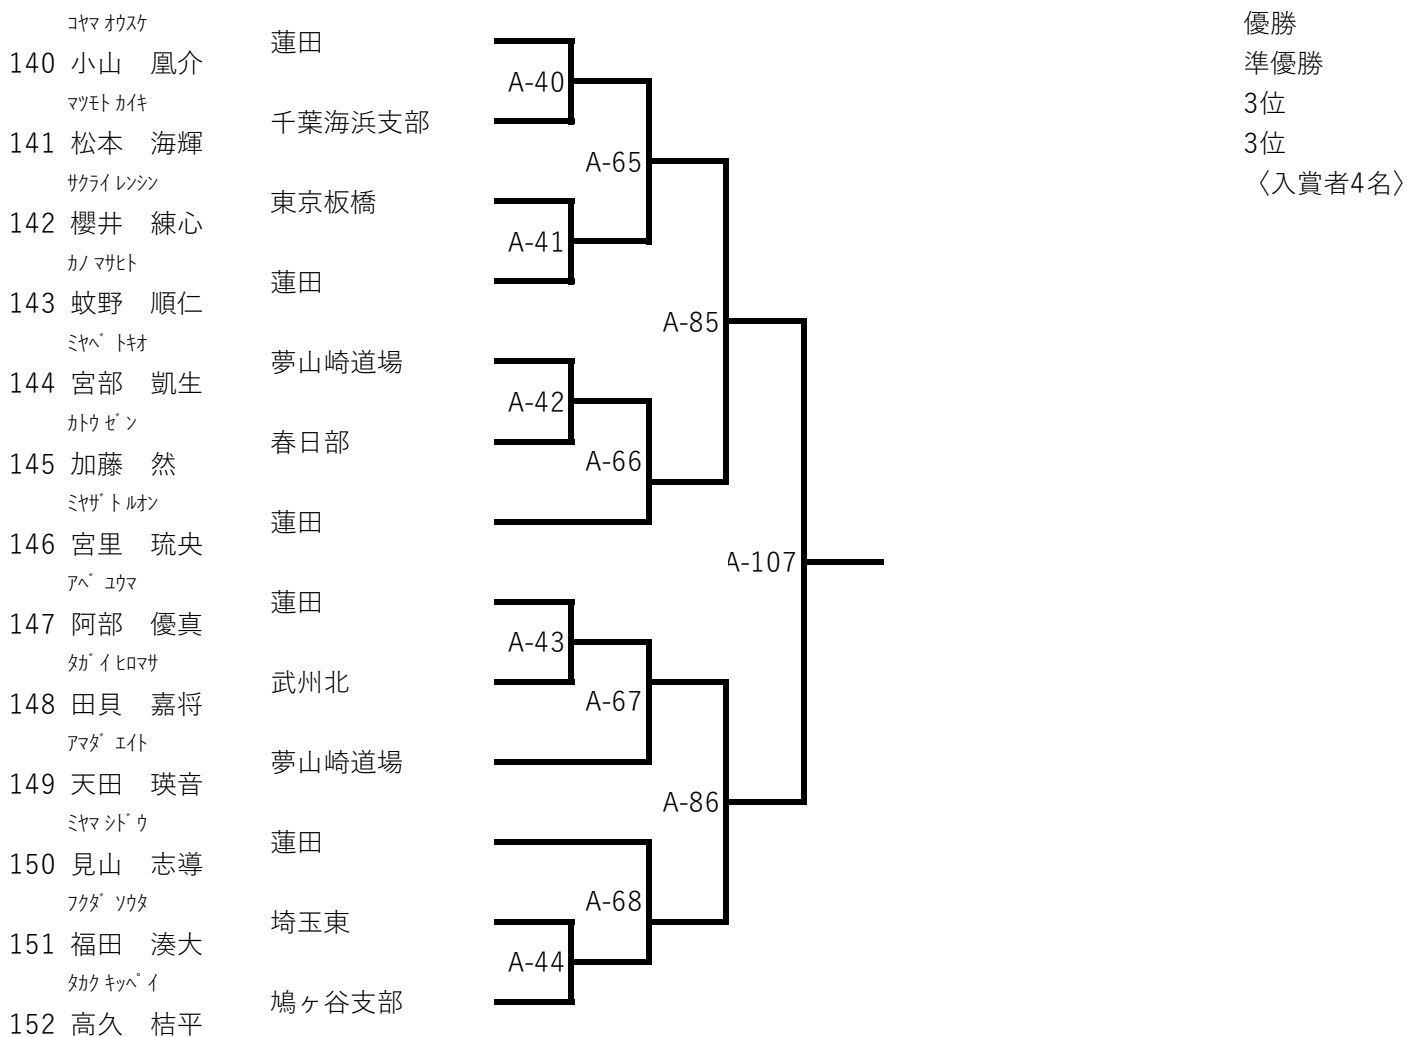 ｺﾔﾏ ｵｳｽｹ
140 小山　凰介 蓮田
ﾏﾂﾓﾄ ｶｲｷ
141 松本　海輝 千葉海浜支部
ｻｸﾗｲ ﾚﾝｼﾝ
142 櫻井　練心 東京板橋
ｶﾉ ﾏｻﾋﾄ
143 蚊野　順仁 蓮田
ﾐﾔﾍﾞ ﾄｷｵ
144 宮部　凱生 夢山崎道場
ｶﾄｳ ｾﾞﾝ
145 加藤　然 春日部
ﾐﾔｻﾞﾄ ﾙｵﾝ
146 宮里　琉央 蓮田
ｱﾍﾞ ﾕｳﾏ
147 阿部　優真 蓮田
ﾀｶﾞｲ ﾋﾛﾏｻ
148 田貝　嘉将 武州北
ｱﾏﾀﾞ ｴｲﾄ
149 天田　瑛音 夢山崎道場
ﾐﾔﾏ ｼﾄﾞｳ
150 見山　志導 蓮田
ﾌｸﾀﾞ ｿｳﾀ
151 福田　湊大 埼玉東
ﾀｶｸ ｷｯﾍﾟｲ
152 高久　桔平 鳩ヶ谷支部
A-40
A-41
A-42
A-43
A-44
A-65
A-66
A-67
A-68
A-85
A-86
A-107
優勝
準優勝
3位
3位
〈入賞者4名〉